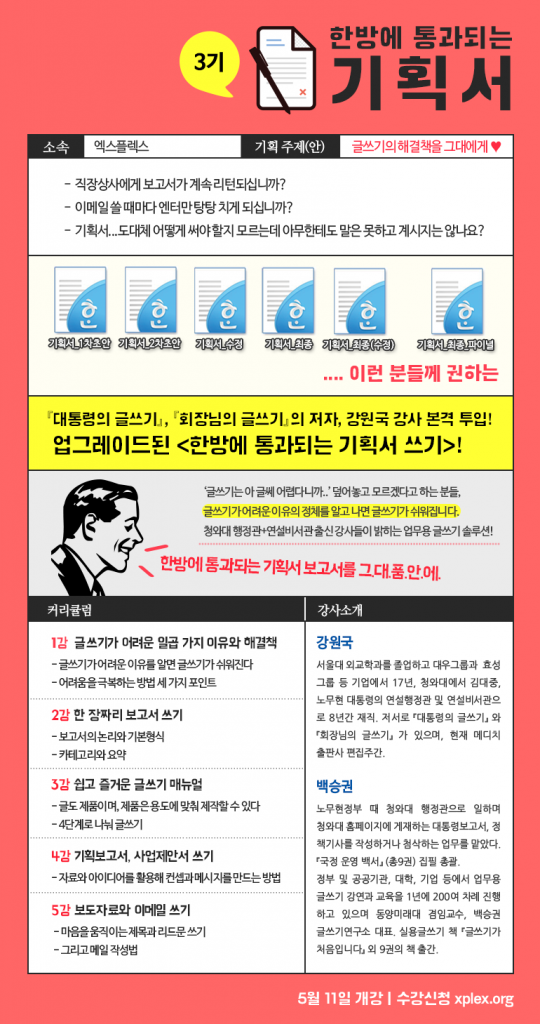 3기
한방에 통과되는
기획서
소속
엑스플렉스
기획 주제(안)
글쓰기의 해결책을 그대에게 ♥
- 직장상사에게 보고서가 계속 리턴되십니까?
- 이메일 쓸 때마다 엔터만 탕탕 치게 되십니까?
- 기획서...도대체 어떻게 써야 할지 모르는데 아무한테도 말은 못하고 계시지는 않나요?
기획서_1차초안
기획서_2차초안
기획서_수정
기획서_최종
기획서_최종(수정)
기획서_최종_파이널
.... 이런 분들께 권하는
『대통령의 글쓰기』, 『회장님의 글쓰기』의 저자, 강원국 강사 본격 투입!
업그레이드된 <한방에 통과되는 기획서 쓰기>!
‘글쓰기는 아 글쎄 어렵다니까..’ 덮어놓고 모르겠다고 하는 분들,
글쓰기가 어려운 이유의 정체를 알고 나면 글쓰기가 쉬워집니다.
청와대 행정관+연설비서관 출신 강사들이 밝히는 업무용 글쓰기 솔루션!
한방에 통과되는 기획서 보고서를 그.대.품.안.에.
커리큘럼
1강 글쓰기가 어려운 일곱 가지 이유와 해결책
- 글쓰기가 어려운 이유를 알면 글쓰기가 쉬워진다
- 어려움을 극복하는 방법 세 가지 포인트
2강 한 장짜리 보고서 쓰기
- 보고서의 논리와 기본형식
- 카테고리와 요약
3강 쉽고 즐거운 글쓰기 매뉴얼
- 글도 제품이며, 제품은 용도에 맞춰 제작할 수 있다
- 4단계로 나눠 글쓰기
4강 기획보고서, 사업제안서 쓰기
- 자료와 아이디어를 활용해 컨셉과 메시지를 만드는 방법
5강 보도자료와 이메일 쓰기
- 마음을 움직이는 제목과 리드문 쓰기
- 그리고 메일 작성법
강사소개
강원국
서울대 외교학과를 졸업하고 대우그룹과 효성
그룹 등 기업에서 17년, 청와대에서 김대중,
노무현 대통령의 연설행정관 및 연설비서관으
로 8년간 재직. 저서로 『대통령의 글쓰기』 와
『회장님의 글쓰기』 가 있으며, 현재 메디치
출판사 편집주간.
백승권
노무현정부 때 청와대 행정관으로 일하며
청와대 홈페이지에 게재하는 대통령보고서, 정
책기사를 작성하거나 첨삭하는 업무를 맡았다.
『국정 운영 백서』 (총9권) 집필 총괄.
정부 및 공공기관, 대학, 기업 등에서 업무용
글쓰기 강연과 교육을 1년에 200여 차례 진행
하고 있으며 동양미래대 겸임교수, 백승권
글쓰기연구소 대표. 실용글쓰기 책 『글쓰기가
처음입니다』 외 9권의 책 출간.
5월 11일 개강 | 수강신청 xplex.org